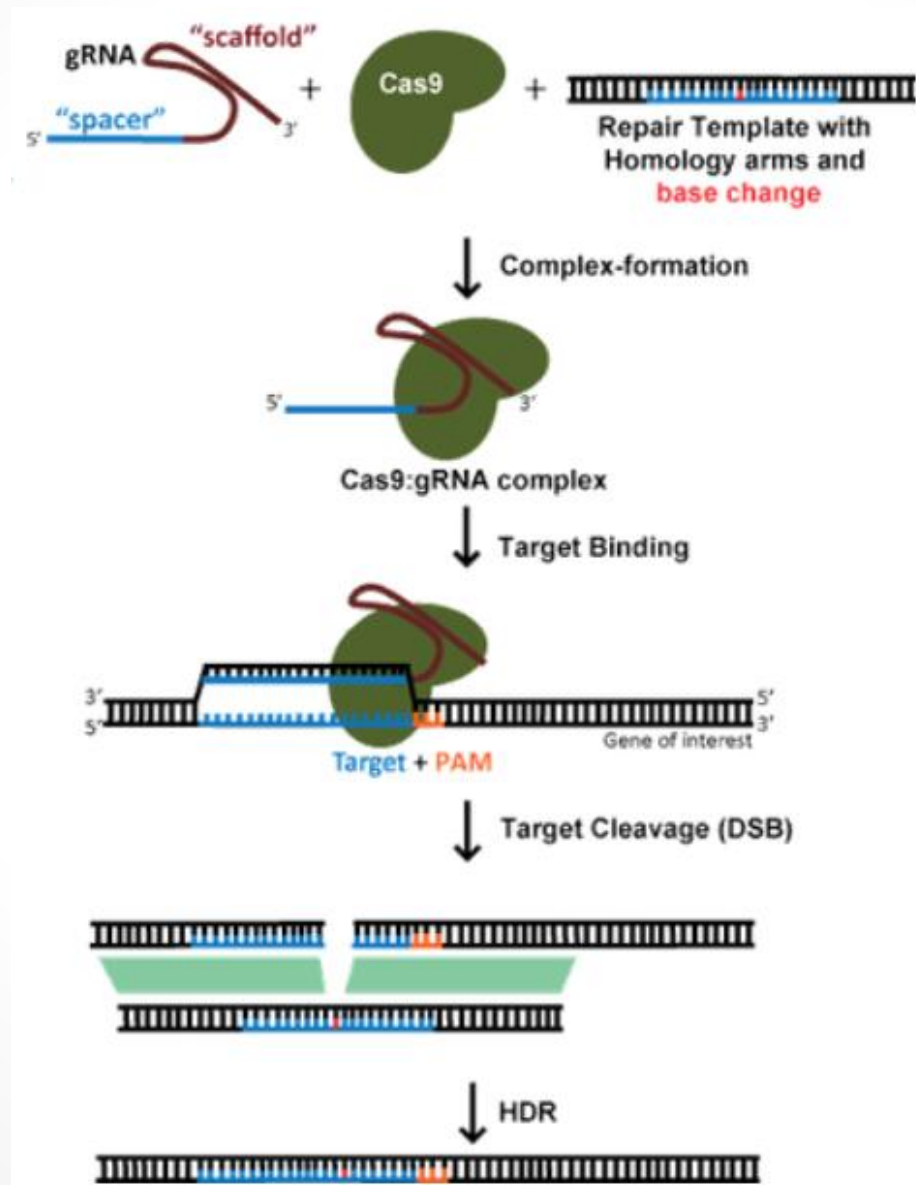 "scaffold"
gRNA
"spacer"
5'
3'
+
Cas9
+
Repair Template with
Homology arms and
base change
Complex-formation
5'
3'
Cas9:gRNA complex
Target Binding
3'
5'
5'
3'
Gene of interest
Target + PAM
Target Cleavage (DSB)
HDR